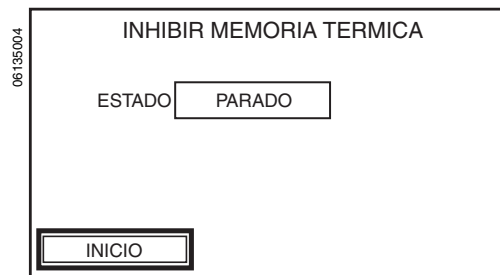 06135004
INHIBIR MEMORIA TERMICA
ESTADO PARADO
INICIO